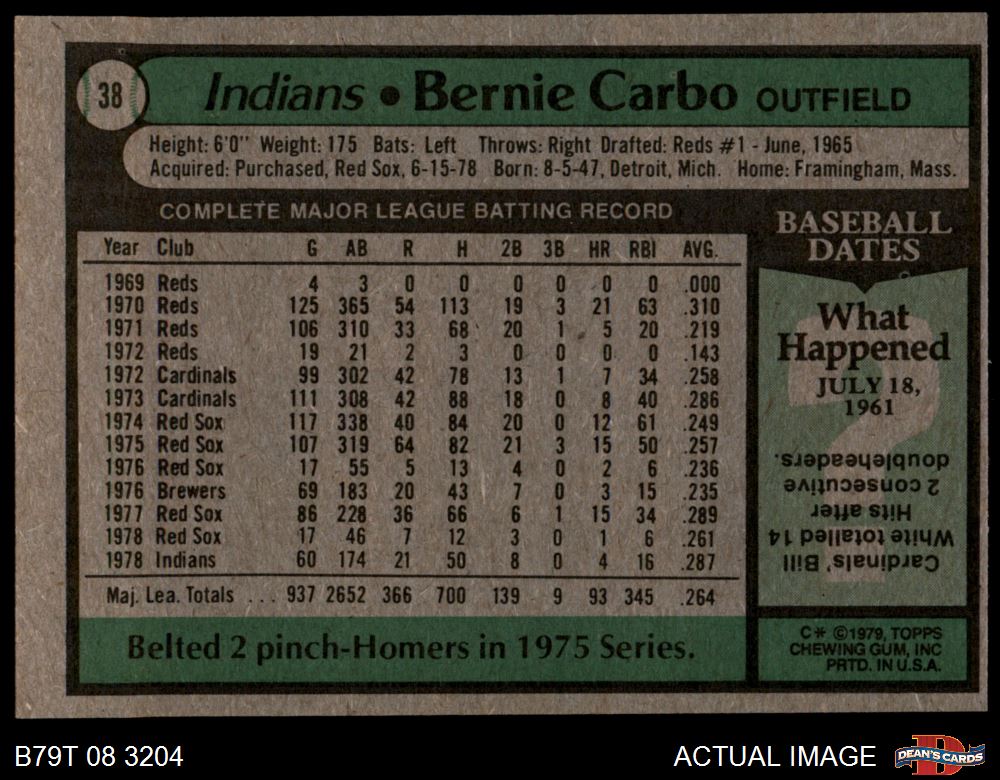 38
Indians • Bernie Carbo OUTFIELD
Height: 6'0" Weight: 175 Bats: Left Throws: Right Drafted: Reds #1 - June, 1965
Acquired: Purchased, Red Sox, 6-15-78 Born: 8-5-47, Detroit, Mich. Home: Framingham, Mass.
COMPLETE MAJOR LEAGUE BATTING RECORD
Year Club G AB R H 2B 3B HR RBI AVG.
1969 Reds 4 3 0 0 0 0 0 0 .000
1970 Reds 125 365 54 113 19 3 21 63 .310
1971 Reds 106 310 33 68 20 1 5 20 .219
1972 Reds 19 21 2 3 0 0 0 0 .143
1972 Cardinals 99 302 42 78 13 1 7 34 .258
1973 Cardinals 111 308 42 88 18 0 8 40 .286
1974 Red Sox 117 338 40 84 20 0 12 61 .249
1975 Red Sox 107 319 64 82 21 3 15 50 .257
1976 Red Sox 17 55 5 13 4 0 2 6 .236
1976 Brewers 69 183 20 43 7 0 3 15 .235
1977 Red Sox 86 228 36 66 6 1 15 34 .289
1978 Red Sox 17 46 7 12 3 0 1 6 .261
1978 Indians 60 174 21 50 8 0 4 16 .287
Maj. Lea. Totals ... 937 2652 366 700 139 9 93 345 .264
Belted 2 pinch-Homers in 1975 Series.
BASEBALL
DATES
What
Happened
JULY 18,
1961
?
Cardinals' Bill
White totalled 14
Hits after
2 consecutive
doubleheaders.
C* ©1979, TOPPS
CHEWING GUM, INC
PRTD. IN U.S.A.
B79T 08 3204
ACTUAL IMAGE
D
DEAN'S CARDS